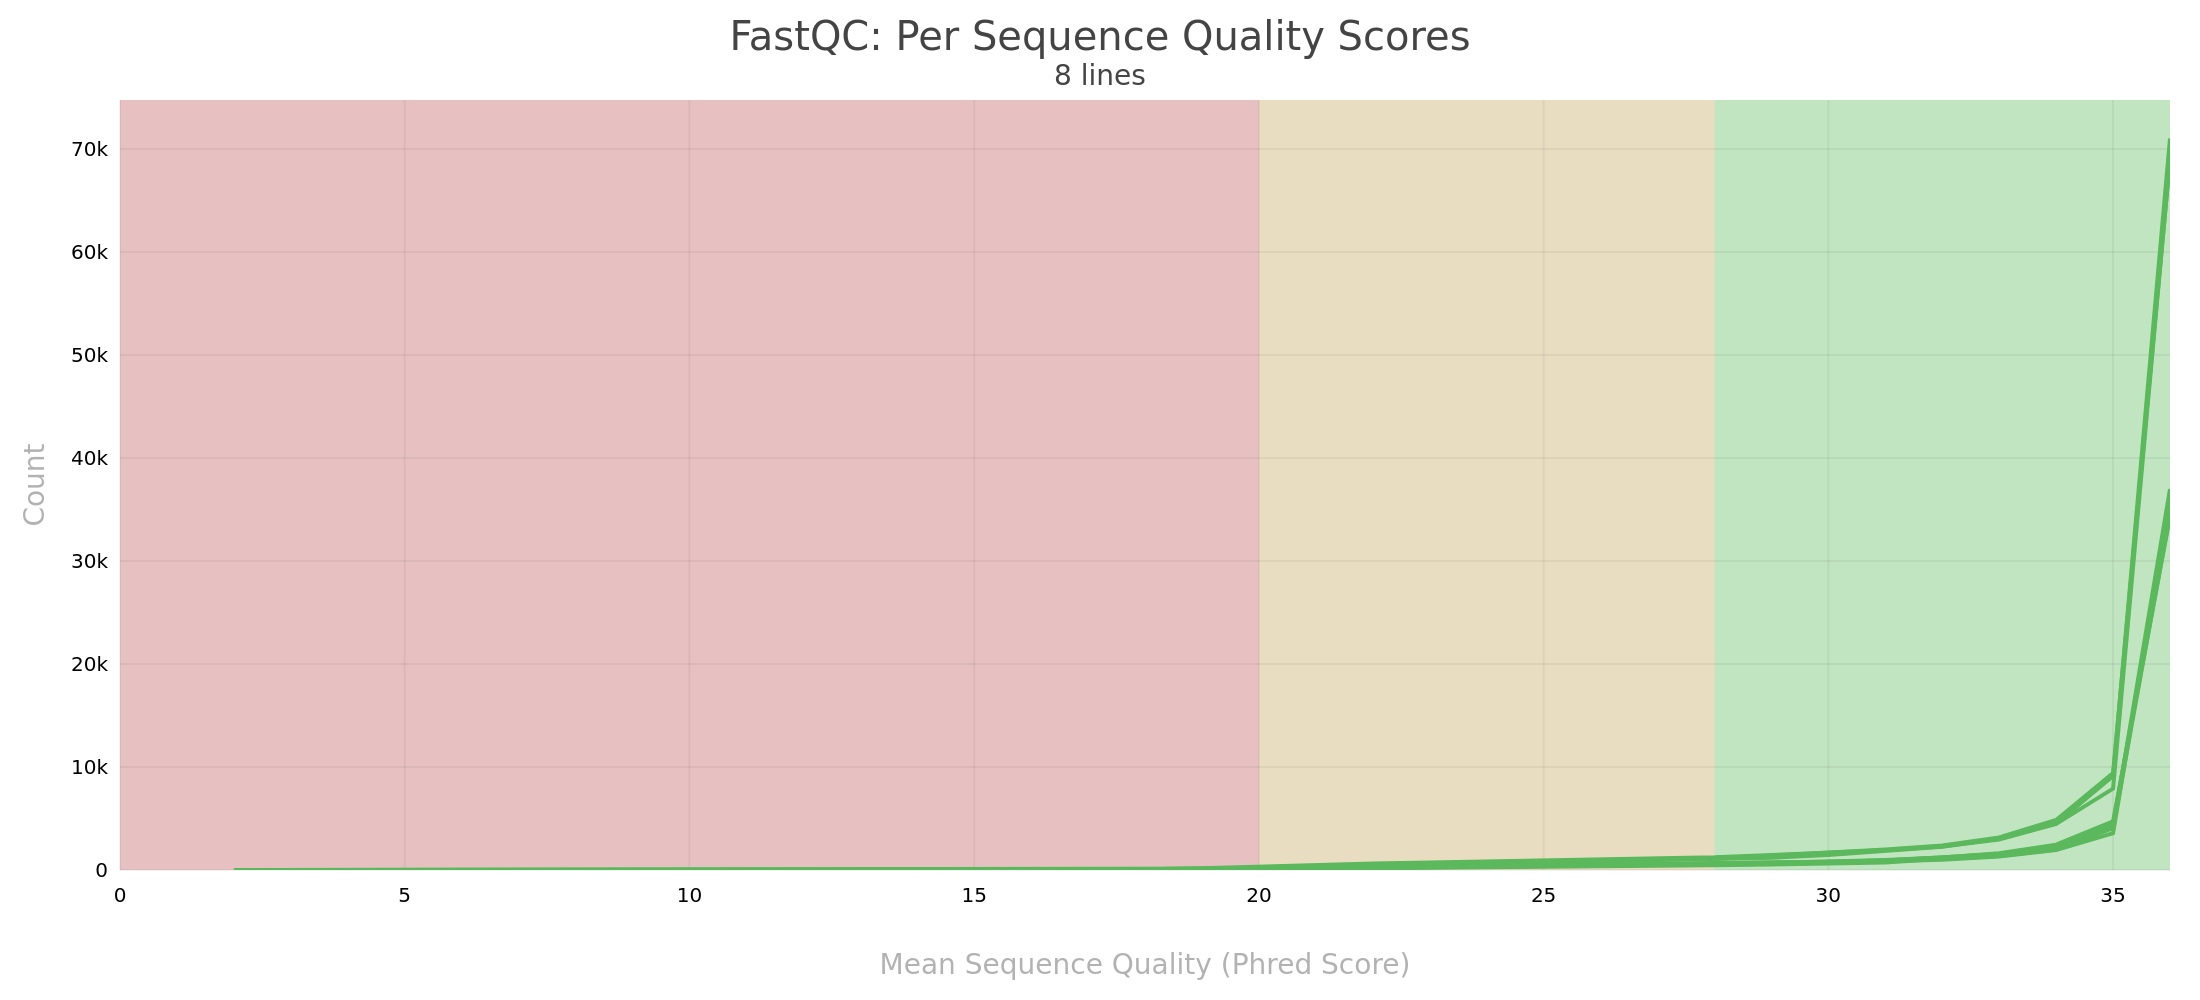 FastQC: Per Sequence Quality Scores
8 lines
70k
60k
50k
40k
30k
20k
10k
0
Count
0 5 10 15 20 25 30 35
Mean Sequence Quality (Phred Score)